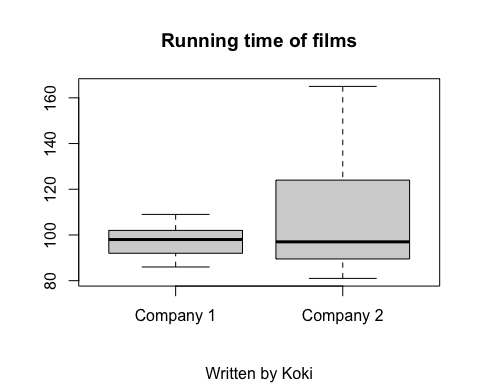 Running time of films
160
140
120
100
80
Company 1 Company 2
Written by Koki